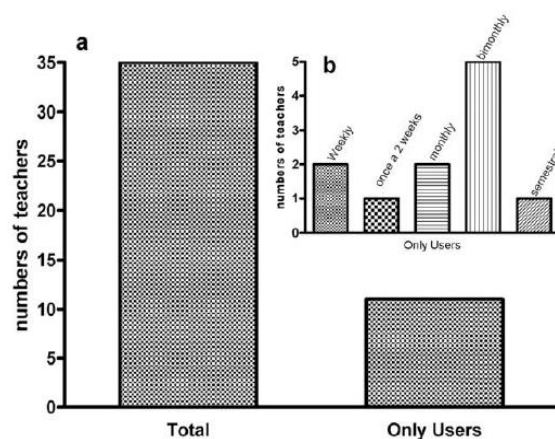 a
numbers of teachers
35
30
25
20
15
10
5
0
Total
Only Users
b
numbers of teachers
5
4
3
2
1
0
Weekly
once a 2 weeks
monthly
bimonthly
semestral
Only Users